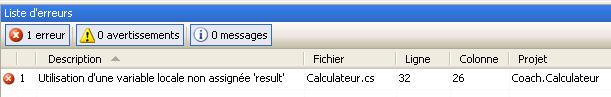 Liste d'erreurs
1 erreur 0 avertissements 0 messages
Description Fichier Ligne Colonne Projet
1 Utilisation d'une variable locale non assignée 'result' Calculateur.cs 32 26 Coach.Calculateur